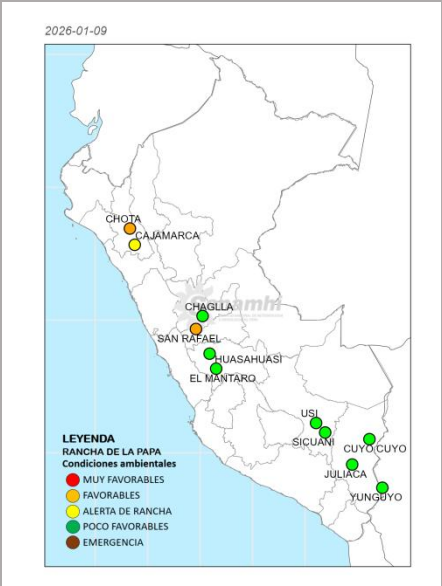 2026-01-09
CHOTA
CAJAMARCA
Senamhi
CHAGLLA
SAN RAFAEL
HUASAHUASI
EL MANTARO
USI
SICUANI
CUYO CUYO
JULIACA
YUNGUYO
LEYENDA
RANCHA DE LA PAPA
Condiciones ambientales
MUY FAVORABLES
FAVORABLES
ALERTA DE RANCHA
POCO FAVORABLES
EMERGENCIA